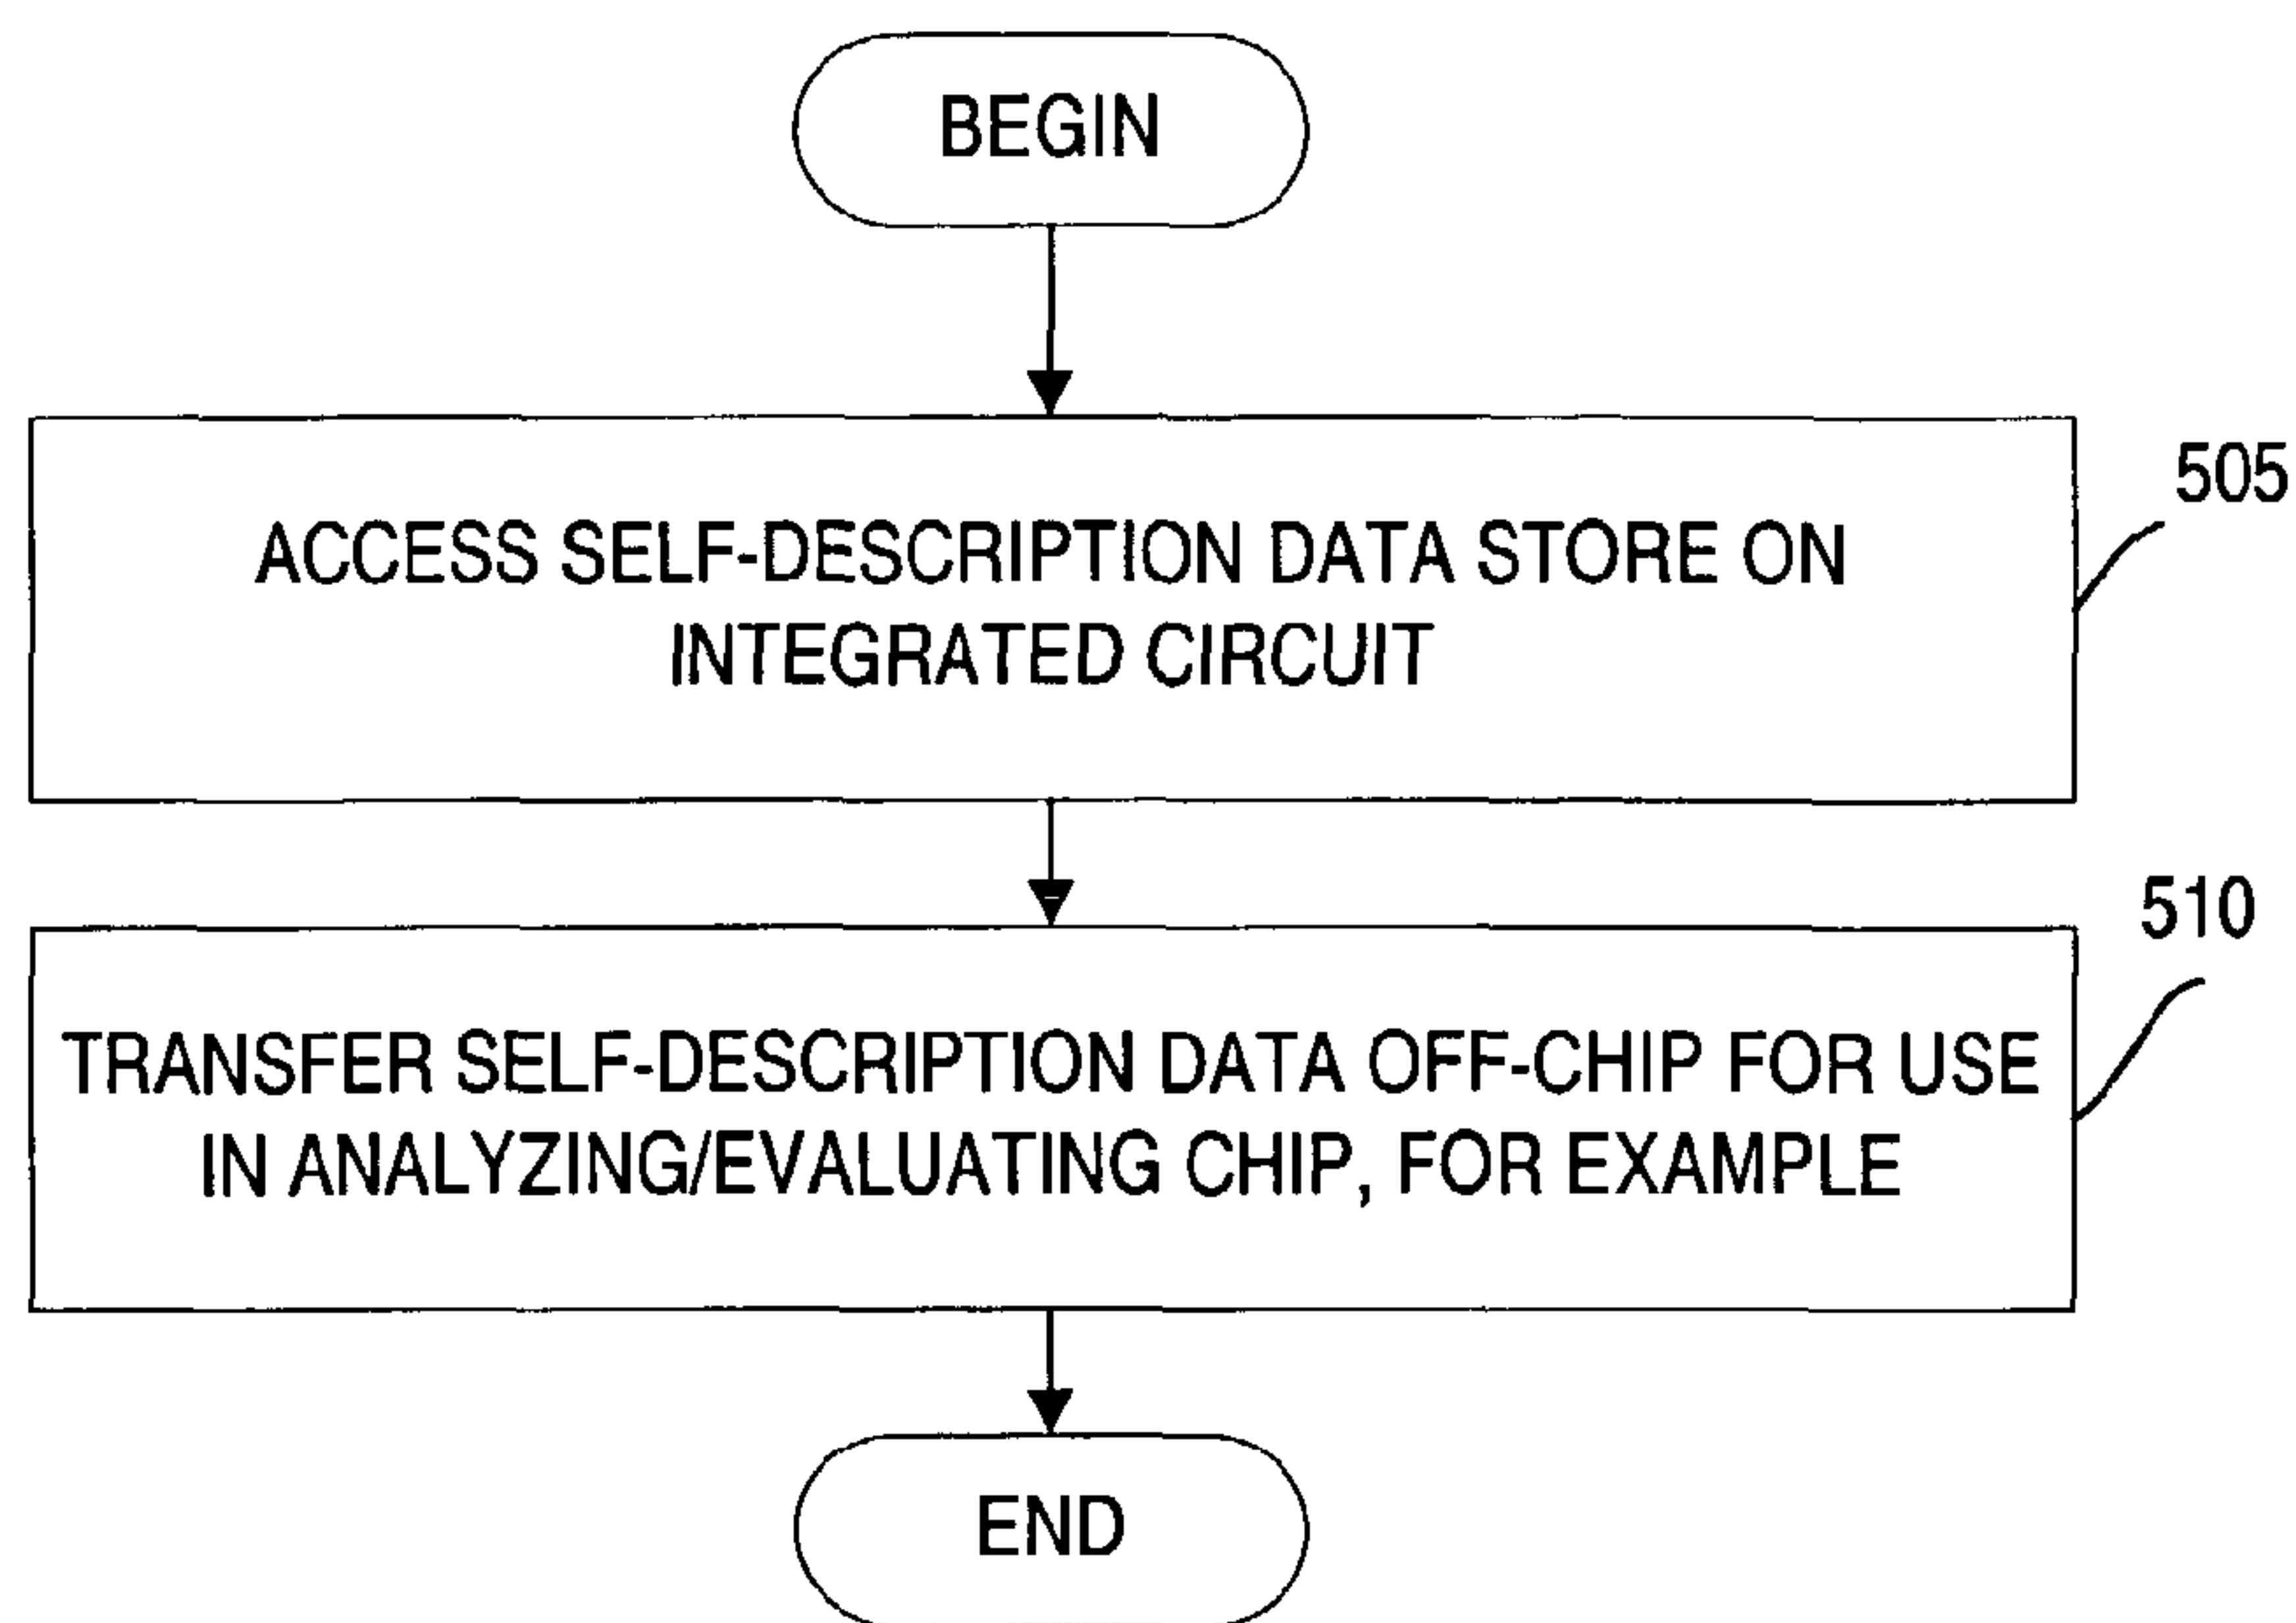 BEGIN
505
ACCESS SELF-DESCRIPTION DATA STORE ON
INTEGRATED CIRCUIT
510
TRANSFER SELF-DESCRIPTION DATA OFF-CHIP FOR USE
IN ANALYZING/EVALUATING CHIP, FOR EXAMPLE
END